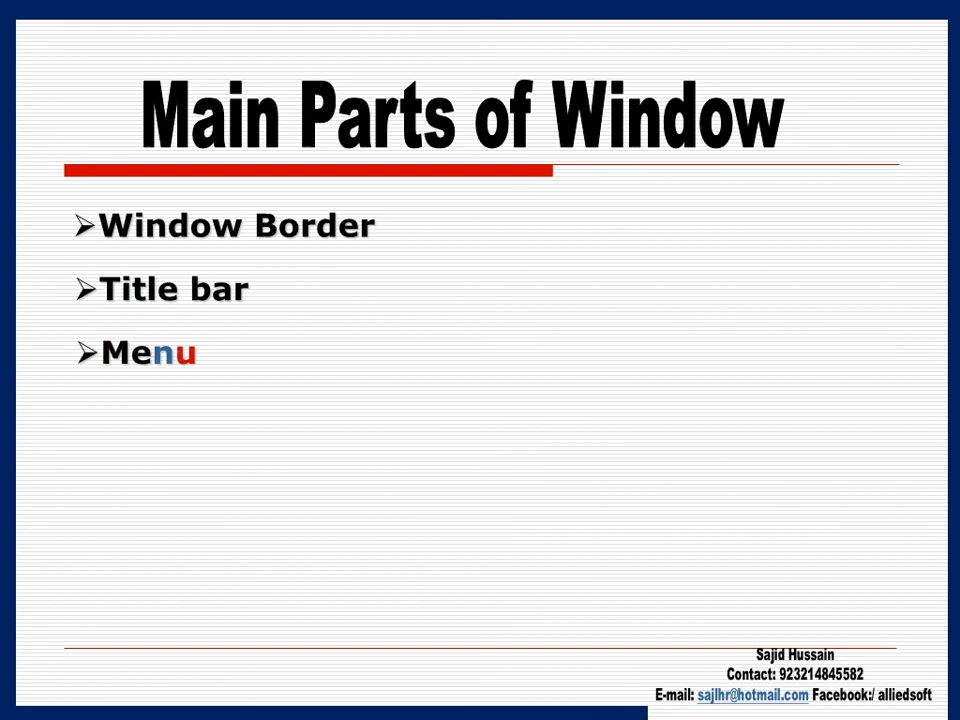 Main Parts of Window
➢Window Border
➢Title bar
➢Menu
Sajid Hussain
Contact: 923214845582
E-mail: sajlhr@hotmail.com Facebook:/ alliedsoft